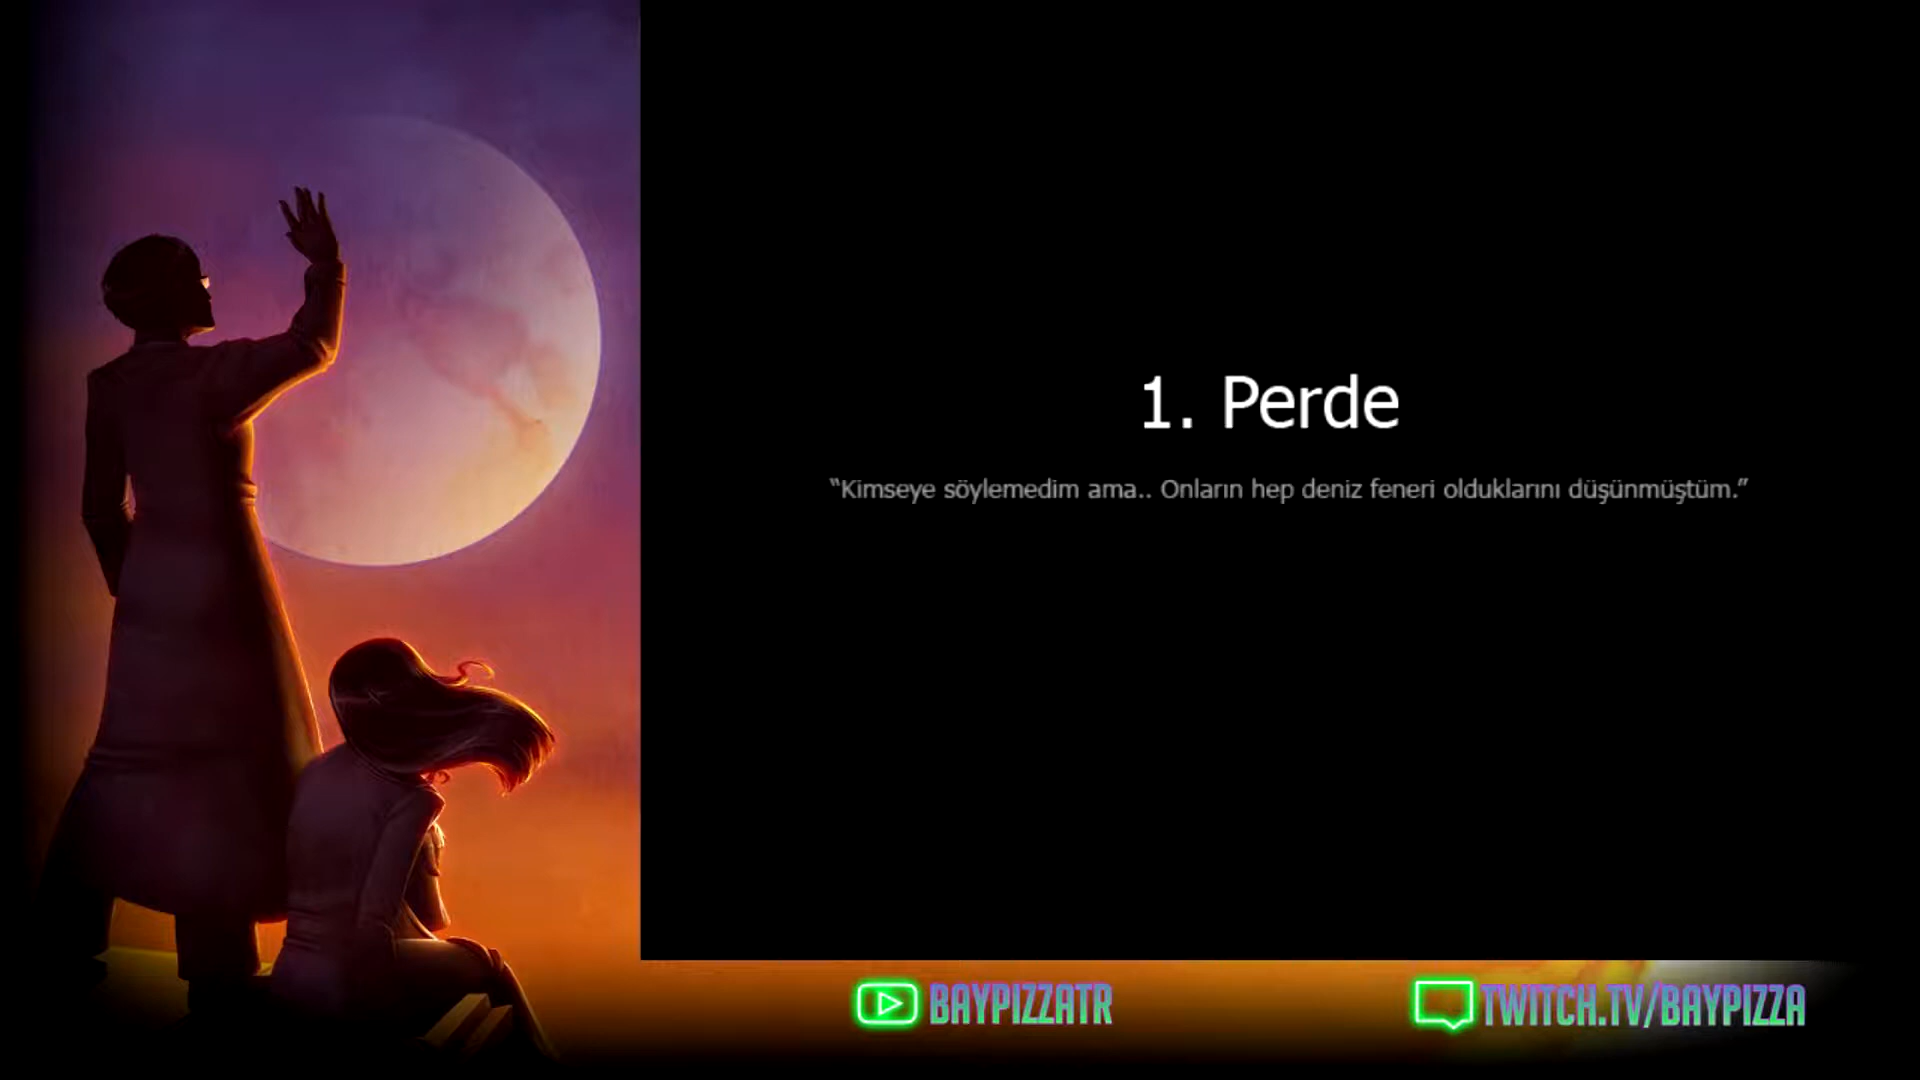 1. Perde
“Kimseye söylemedim ama.. Onların hep deniz feneri olduklarını düşünmüştüm.”
BAYPIZZATR
TWITCH.TV/BAYPIZZA